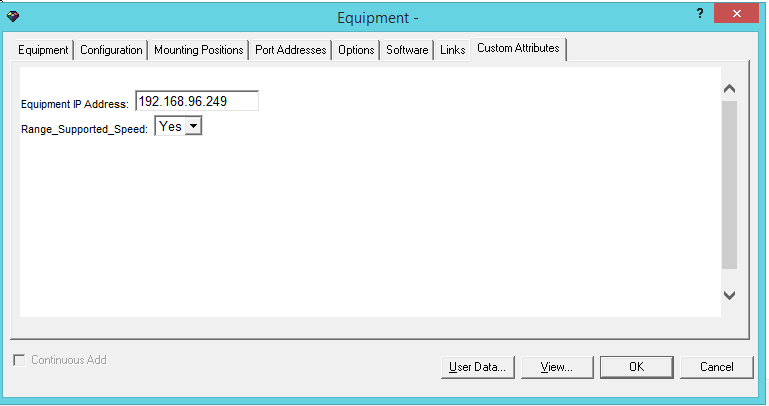 Equipment -
?
Equipment Configuration Mounting Positions Port Addresses Options Software Links Custom Attributes
Equipment IP Address: 192.168.96.249
Range_Supported_Speed: Yes
Continuous Add
User Data... View... OK Cancel